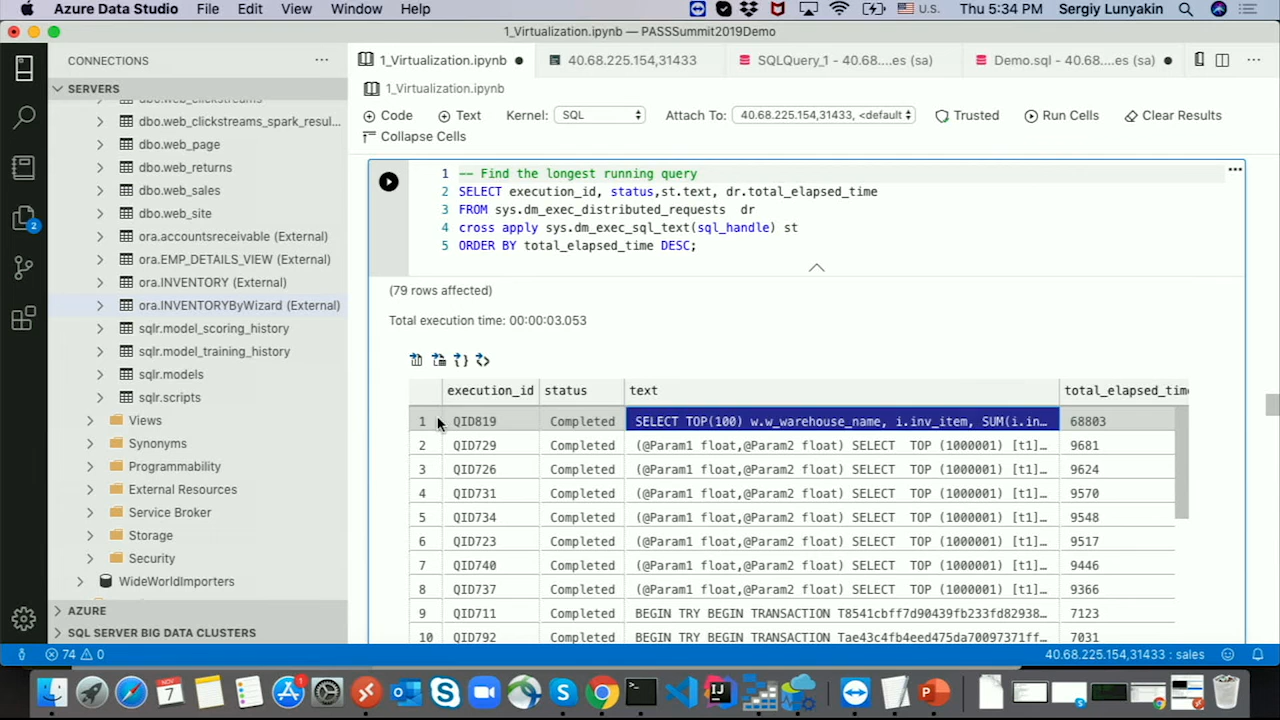 Azure Data Studio File Edit View Window Help U.S. Thu 5:34 PM Sergiy Lunyakin
1_Virtualization.ipynb — PASSSummit2019Demo
CONNECTIONS
SERVERS
dbo.web_clickstreams
dbo.web_clickstreams_spark_resul...
dbo.web_page
dbo.web_returns
dbo.web_sales
dbo.web_site
ora.accountsreceivable (External)
ora.EMP_DETAILS_VIEW (External)
ora.INVENTORY (External)
ora.INVENTORYByWizard (External)
sqlr.model_scoring_history
sqlr.model_training_history
sqlr.models
sqlr.scripts
Views
Synonyms
Programmability
External Resources
Service Broker
Storage
Security
WideWorldImporters
AZURE
SQL SERVER BIG DATA CLUSTERS
2
1_Virtualization.ipynb 40.68.225.154,31433 SQLQuery_1 - 40.68....es (sa) Demo.sql - 40.68....es (sa)
1_Virtualization.ipynb
Code Text Kernel: SQL Attach To: 40.68.225.154,31433, <default Trusted Run Cells Clear Results
Collapse Cells
1 -- Find the longest running query
2 SELECT execution_id, status,st.text, dr.total_elapsed_time
3 FROM sys.dm_exec_distributed_requests dr
4 cross apply sys.dm_exec_sql_text(sql_handle) st
5 ORDER BY total_elapsed_time DESC;
(79 rows affected)
Total execution time: 00:00:03.053
execution_id status text total_elapsed_time
1 QID819 Completed SELECT TOP(100) w.w_warehouse_name, i.inv_item, SUM(i.in… 68803
2 QID729 Completed (@Param1 float,@Param2 float) SELECT TOP (1000001) [t1]… 9681
3 QID726 Completed (@Param1 float,@Param2 float) SELECT TOP (1000001) [t1]… 9624
4 QID731 Completed (@Param1 float,@Param2 float) SELECT TOP (1000001) [t1]… 9570
5 QID734 Completed (@Param1 float,@Param2 float) SELECT TOP (1000001) [t1]… 9548
6 QID723 Completed (@Param1 float,@Param2 float) SELECT TOP (1000001) [t1]… 9517
7 QID740 Completed (@Param1 float,@Param2 float) SELECT TOP (1000001) [t1]… 9446
8 QID737 Completed (@Param1 float,@Param2 float) SELECT TOP (1000001) [t1]… 9366
9 QID711 Completed BEGIN TRY BEGIN TRANSACTION T8541cbff7d90439fb233fd82938… 7123
10 QID792 Completed BEGIN TRY BEGIN TRANSACTION Tae43c4fb4eed475da70097371ff… 7031
74 0 40.68.225.154,31433 : sales
NOV
7
1